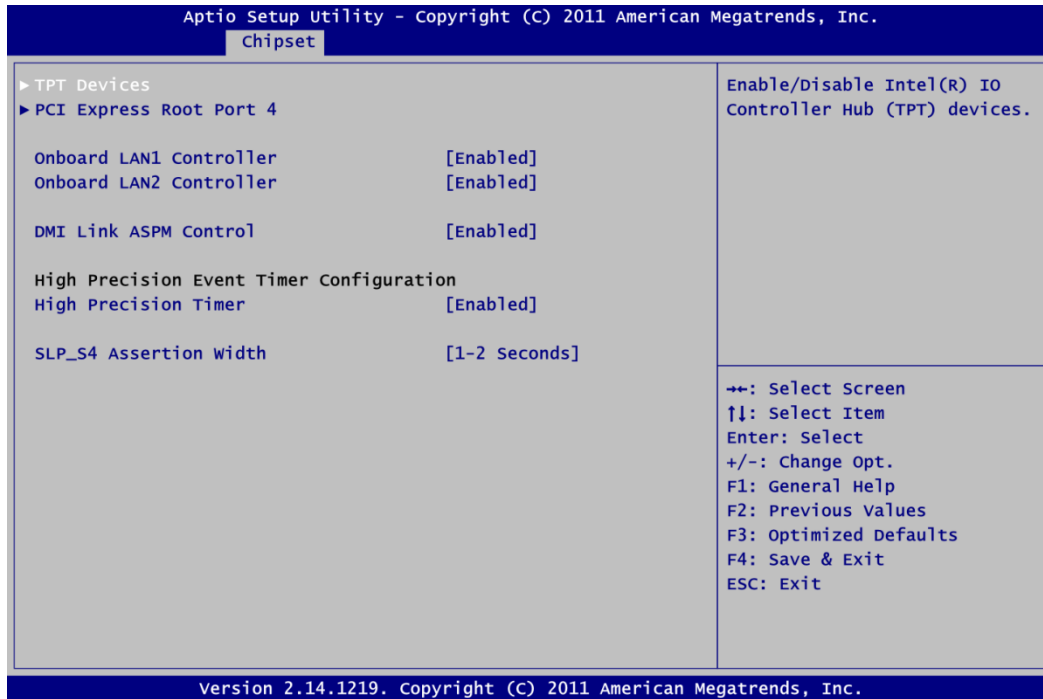 Aptio Setup Utility - Copyright (C) 2011 American Megatrends, Inc.
Chipset
▶ TPT Devices
▶ PCI Express Root Port 4
Onboard LAN1 Controller [Enabled]
Onboard LAN2 Controller [Enabled]
DMI Link ASPM Control [Enabled]
High Precision Event Timer Configuration
High Precision Timer [Enabled]
SLP_S4 Assertion Width [1-2 Seconds]
Enable/Disable Intel(R) IO
Controller Hub (TPT) devices.
→←: Select Screen
↑↓: Select Item
Enter: Select
+/-: Change Opt.
F1: General Help
F2: Previous Values
F3: Optimized Defaults
F4: Save & Exit
ESC: Exit
Version 2.14.1219. Copyright (C) 2011 American Megatrends, Inc.